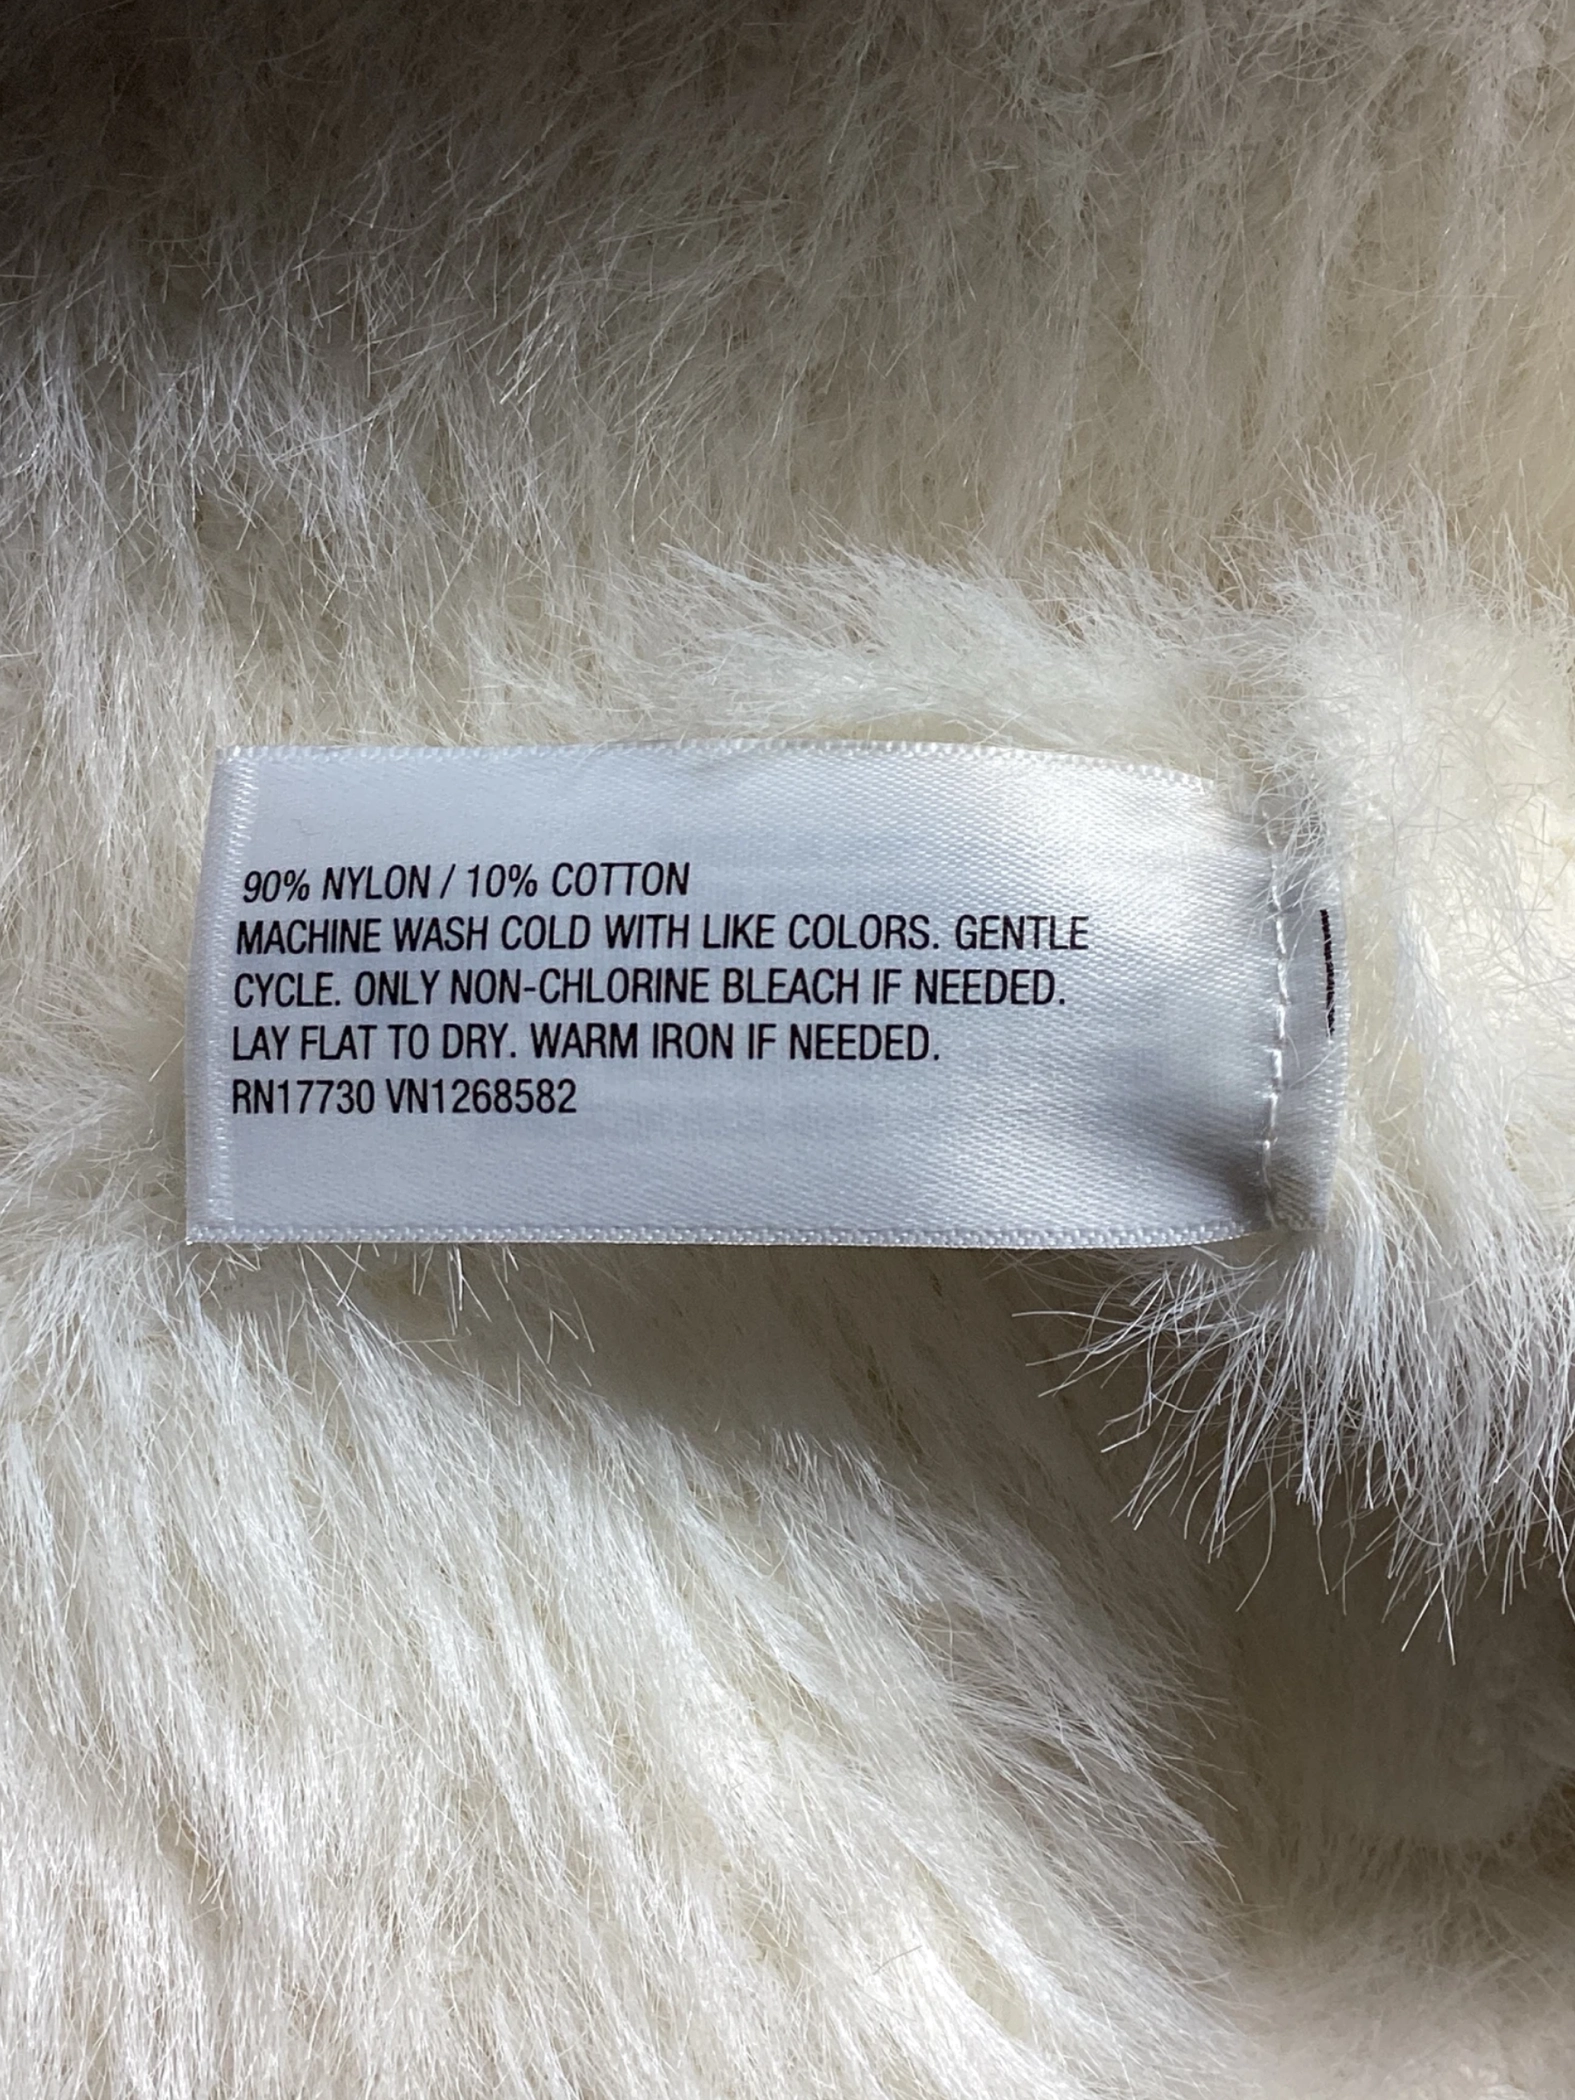 90% NYLON / 10% COTTON
MACHINE WASH COLD WITH LIKE COLORS. GENTLE
CYCLE. ONLY NON-CHLORINE BLEACH IF NEEDED.
LAY FLAT TO DRY. WARM IRON IF NEEDED.
RN17730 VN1268582